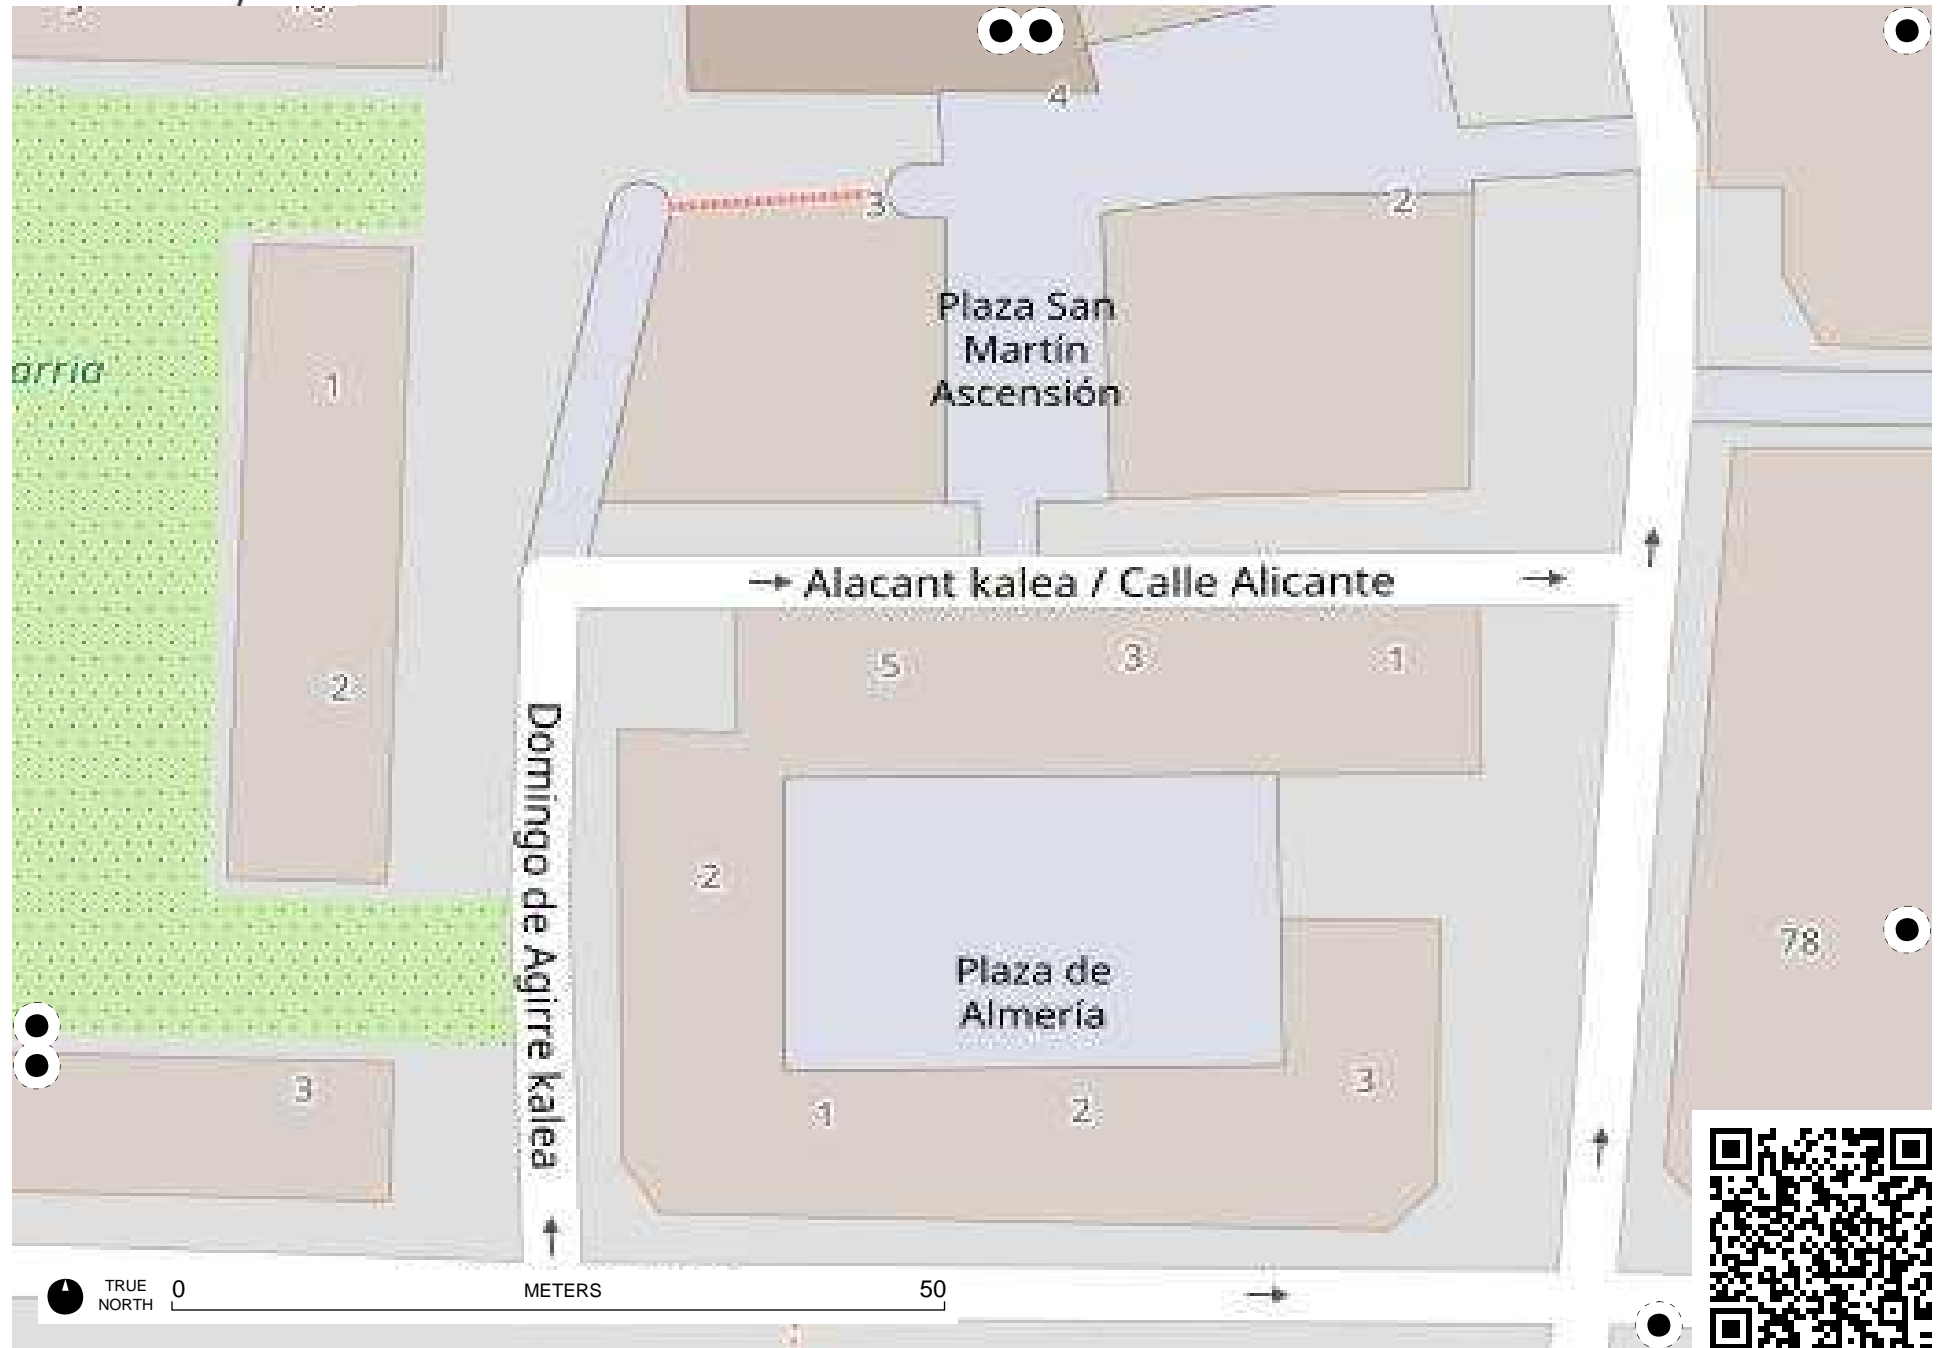 4
3
2
Plaza San
Martín
Ascensión
arria
1
Alacant kalea / Calle Alicante
5
3
1
2
Domingo de Agirre kalea
2
Plaza de
Almería
78
3
1
2
3
TRUE
NORTH
0
METERS
50